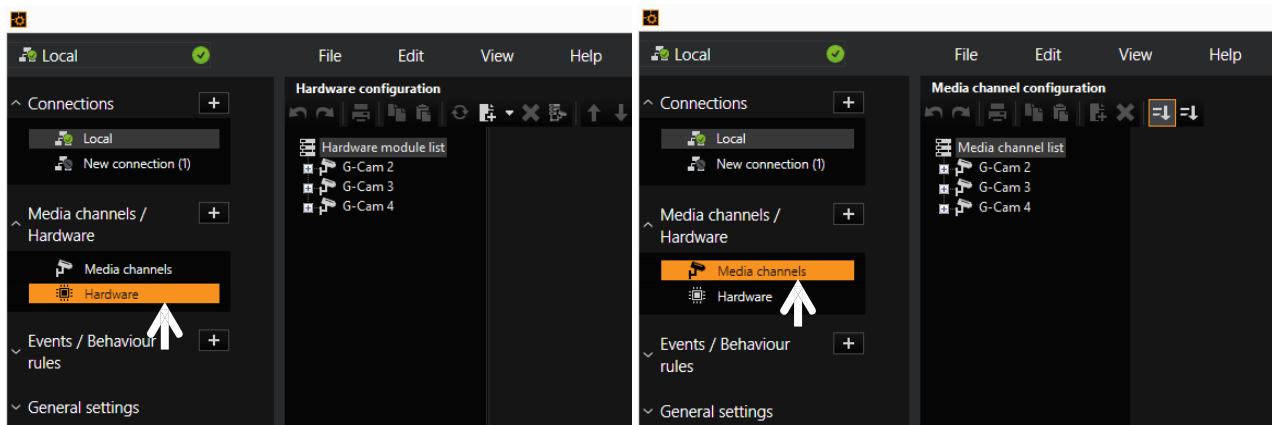 Local
File Edit View Help
Connections
Hardware configuration
Local
New connection (1)
Hardware module list
G-Cam 2
G-Cam 3
G-Cam 4
Media channels /
Hardware
Media channels
Hardware
Events / Behaviour
rules
General settings
Local
File Edit View Help
Connections
Media channel configuration
Local
New connection (1)
Media channel list
G-Cam 2
G-Cam 3
G-Cam 4
Media channels /
Hardware
Media channels
Hardware
Events / Behaviour
rules
General settings